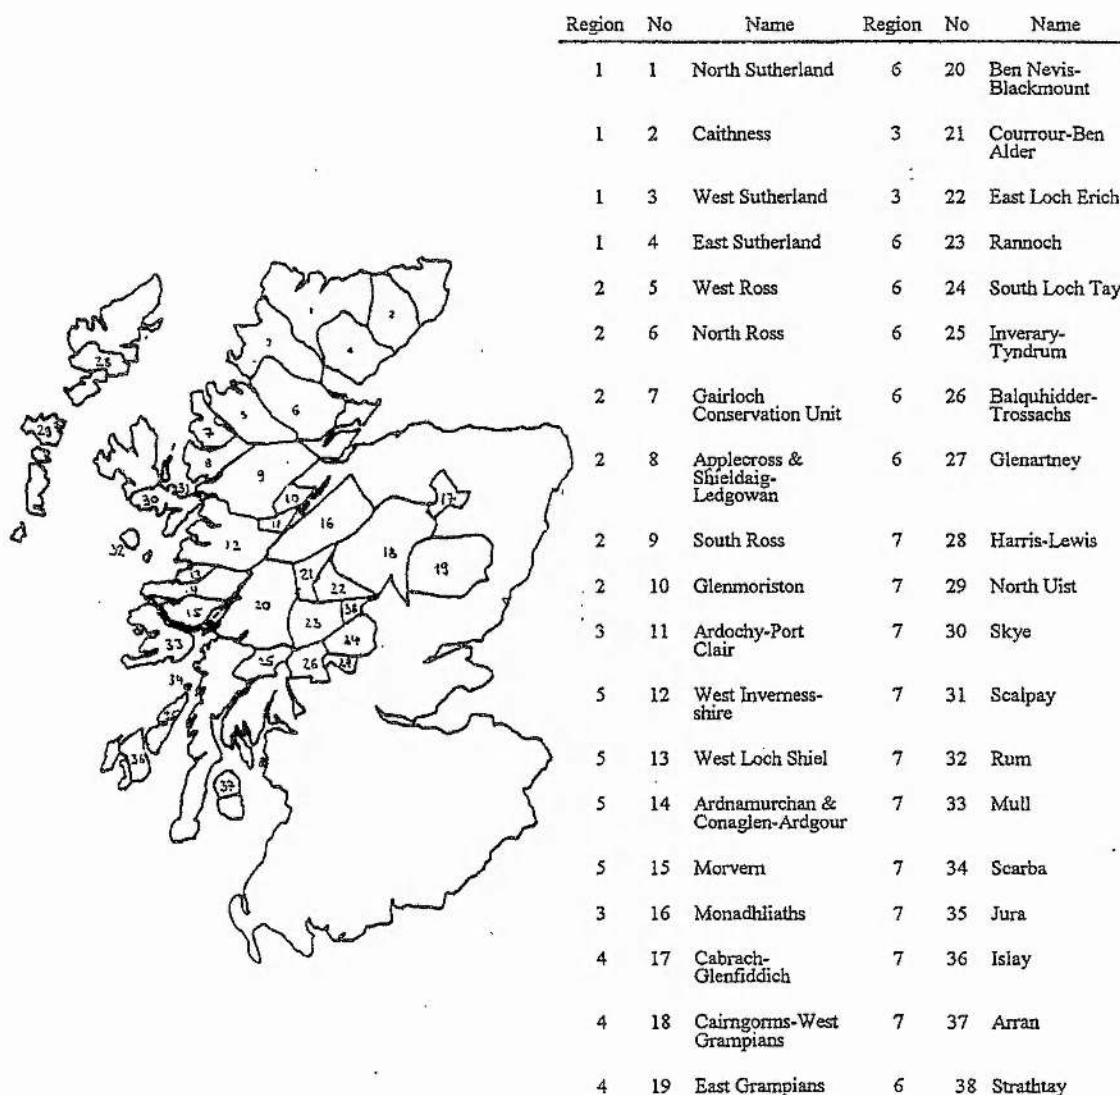 Region No Name Region No Name
1 1 North Sutherland 6 20 Ben Nevis-
Blackmount
1 2 Caithness 3 21 Courrour-Ben
Alder
1 3 West Sutherland 3 22 East Loch Erich
1 4 East Sutherland 6 23 Rannoch
2 5 West Ross 6 24 South Loch Tay
2 6 North Ross 6 25 Inverary-
Tyndrum
2 7 Gairloch
Conservation Unit 6 26 Balquhidder-
Trossachs
2 8 Applecross &
Shieldaig-
Ledgowan 6 27 Glenartney
2 9 South Ross 7 28 Harris-Lewis
2 10 Glenmoriston 7 29 North Uist
3 11 Ardochy-Port
Clair 7 30 Skye
5 12 West Inverness-
shire 7 31 Scalpay
5 13 West Loch Shiel 7 32 Rum
5 14 Ardnamurchan &
Conaglen-Ardgour 7 33 Mull
5 15 Morvern 7 34 Scarba
3 16 Monadhliaths 7 35 Jura
4 17 Cabrach-
Glenfiddich 7 36 Islay
4 18 Cairngorms-West
Grampians 7 37 Arran
4 19 East Grampians 6 38 Strathtay
1
2
3
4
28
5
6
7
29
8
9
31
30
10
17
11
16
12
32
18
19
13
21
22
15
20
38
23
33
24
25
26
34
36
37